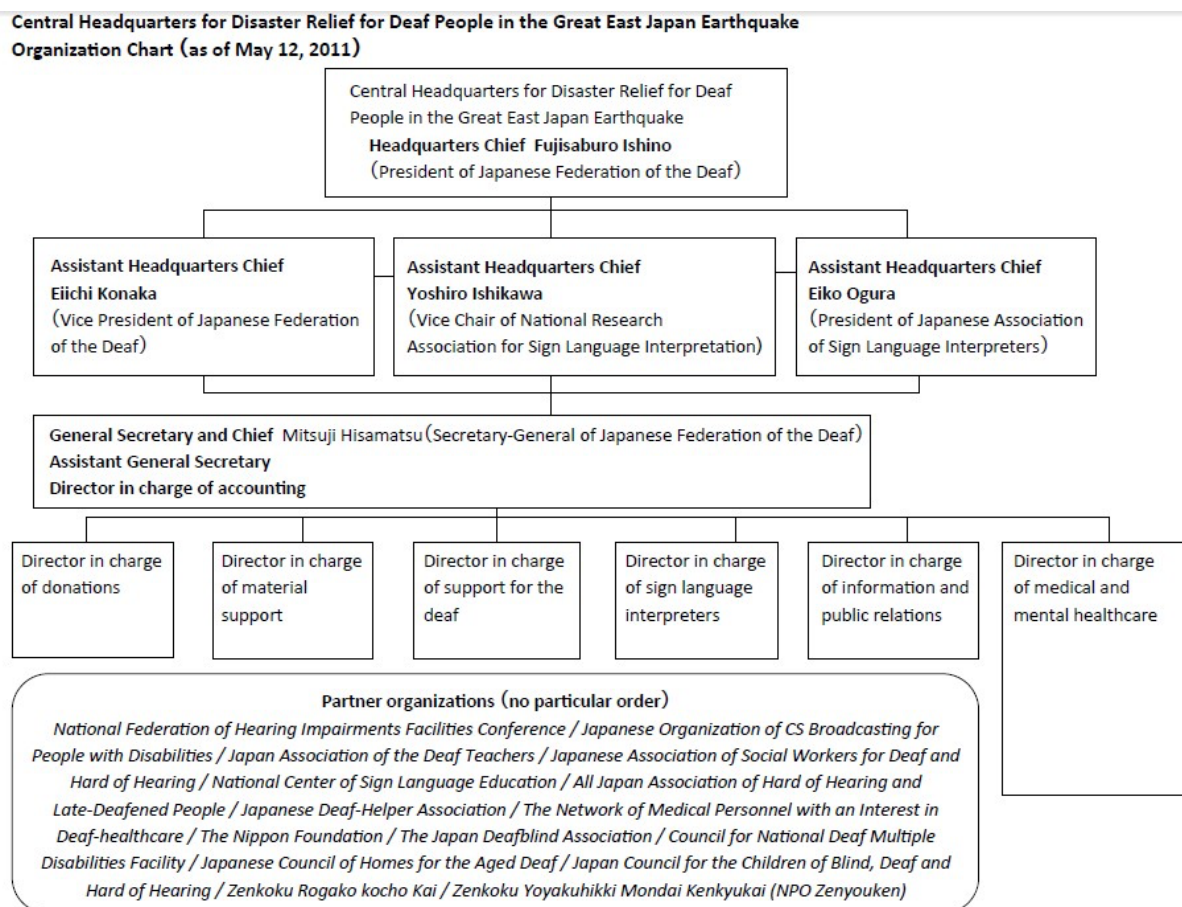 Central Headquarters for Disaster Relief for Deaf People in the Great East Japan Earthquake
Organization Chart (as of May 12, 2011)
Central Headquarters for Disaster Relief for Deaf
People in the Great East Japan Earthquake
Headquarters Chief Fujisaburo Ishino
(President of Japanese Federation of the Deaf)
Assistant Headquarters Chief
Eiichi Konaka
(Vice President of Japanese Federation
of the Deaf)
Assistant Headquarters Chief
Yoshiro Ishikawa
(Vice Chair of National Research
Association for Sign Language Interpretation)
Assistant Headquarters Chief
Eiko Ogura
(President of Japanese Association
of Sign Language Interpreters)
General Secretary and Chief Mitsuji Hisamatsu (Secretary-General of Japanese Federation of the Deaf)
Assistant General Secretary
Director in charge of accounting
Director in charge
of donations
Director in charge
of material
support
Director in charge
of support for the
deaf
Director in charge
of sign language
interpreters
Director in charge
of information and
public relations
Director in charge
of medical and
mental healthcare
Partner organizations (no particular order)
National Federation of Hearing Impairments Facilities Conference / Japanese Organization of CS Broadcasting for
People with Disabilities / Japan Association of the Deaf Teachers / Japanese Association of Social Workers for Deaf and
Hard of Hearing / National Center of Sign Language Education / All Japan Association of Hard of Hearing and
Late-Deafened People / Japanese Deaf-Helper Association / The Network of Medical Personnel with an Interest in
Deaf-healthcare / The Nippon Foundation / The Japan Deafblind Association / Council for National Deaf Multiple
Disabilities Facility / Japanese Council of Homes for the Aged Deaf / Japan Council for the Children of Blind, Deaf and
Hard of Hearing / Zenkoku Rogako kocho Kai / Zenkoku Yoyakuhikki Mondai Kenkyukai (NPO Zenyouken)